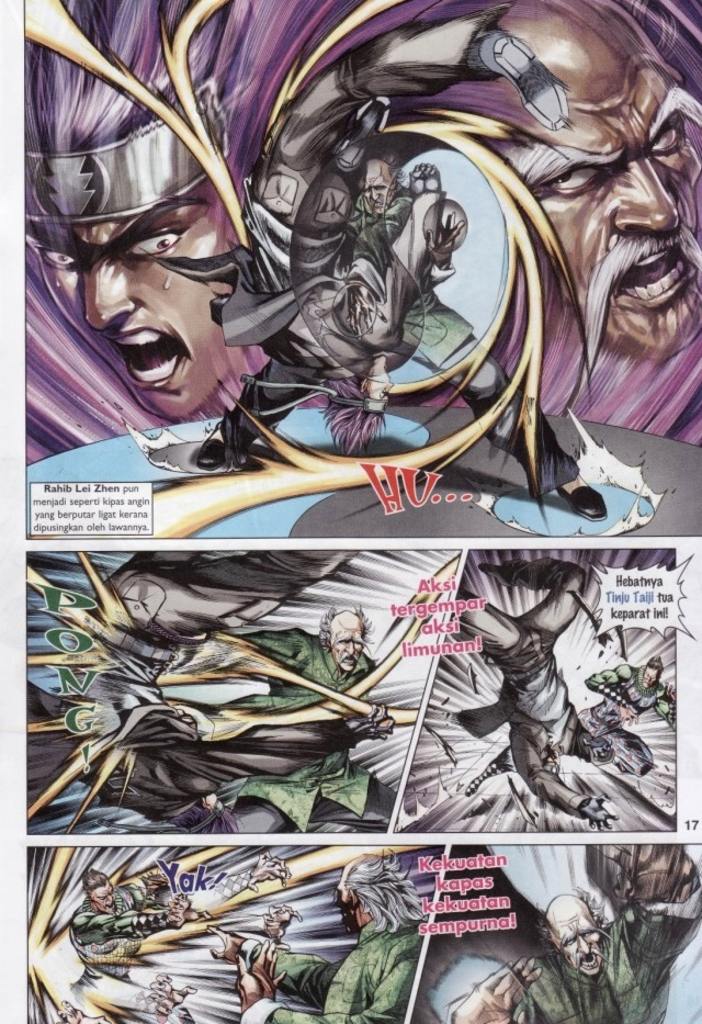 Rahib Lei Zhen pun
menjadi seperti kipas angin
yang berputar ligat kerana
dipusingkan oleh lawannya.
HU...
DONG!
Aksi
tergempar
aksi
limunan!
Hebatnya
Tinju Taiji tua
keparat ini!
17
Yak!
Kekuatan
kapas
kekuatan
sempurna!